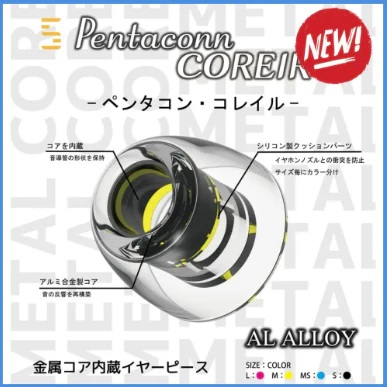 NEW!
Pentaconn
COREIR
－ペンタコン・コレイル－
コアを内蔵
音導管の形状を保持
シリコン製クッションパーツ
イヤホンノズルとの衝突を防止
サイズ毎にカラー分け
アルミ合金製コア
音の反響を再構築
AL ALLOY
金属コア内蔵イヤーピース
SIZE : COLOR
L : M : MS : S :
METAL CORE
METAL